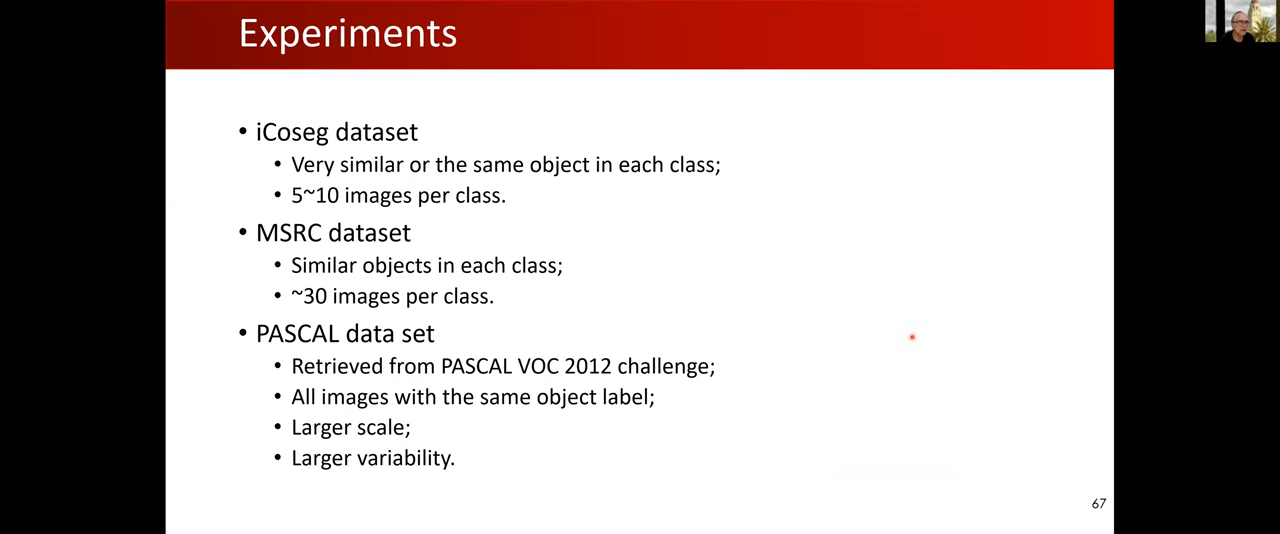 Experiments
• iCoseg dataset
• Very similar or the same object in each class;
• 5~10 images per class.
• MSRC dataset
• Similar objects in each class;
• ~30 images per class.
• PASCAL data set
• Retrieved from PASCAL VOC 2012 challenge;
• All images with the same object label;
• Larger scale;
• Larger variability.
67